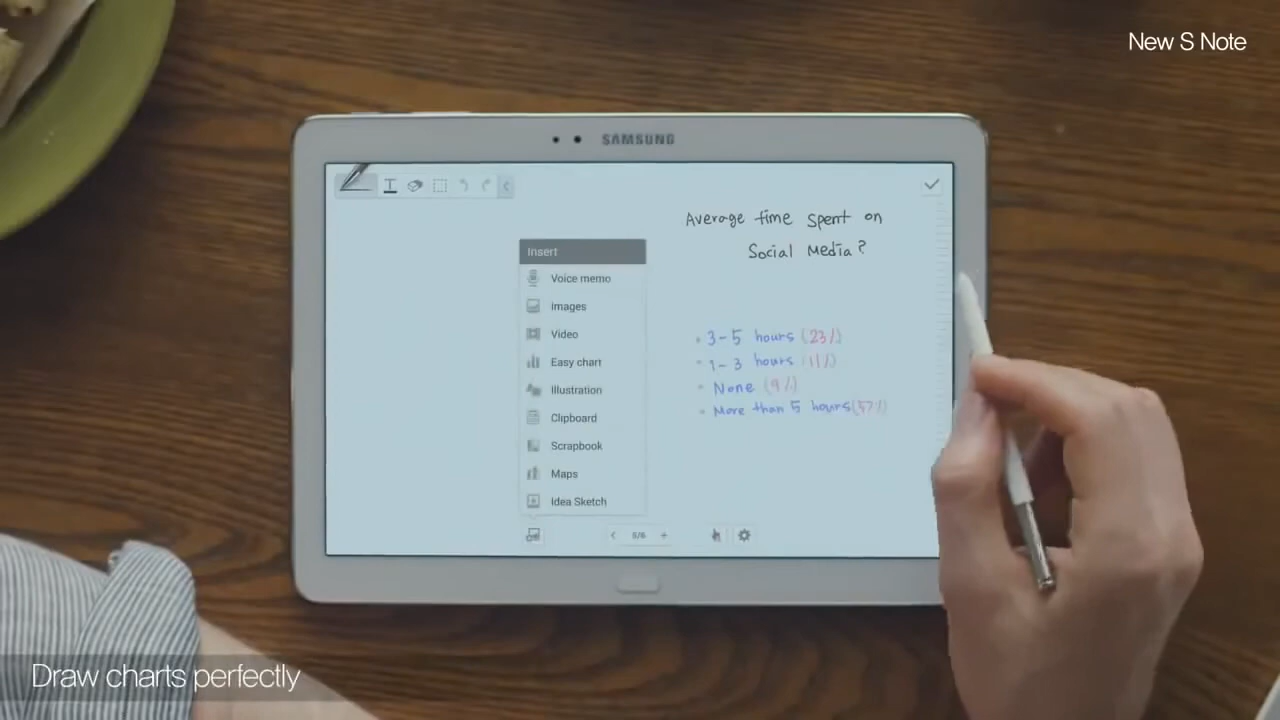 New S Note
SAMSUNG
Average time spent on
Social Media?
Insert
Voice memo
Images
Video
Easy chart
Illustration
Clipboard
Scrapbook
Maps
Idea Sketch
• 3-5 hours (23%)
• 1-3 hours (11%)
• None (9%)
• More than 5 hours (57%)
5/6
Draw charts perfectly